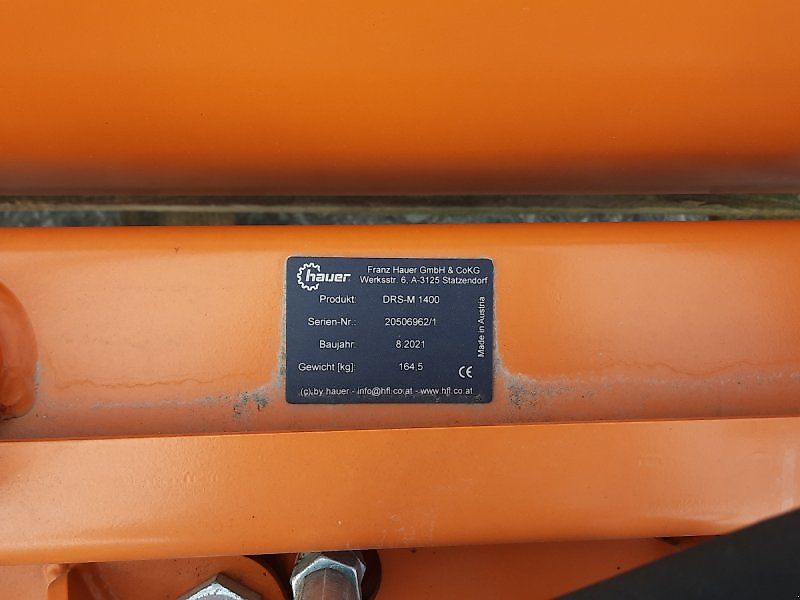 hauer
Franz Hauer GmbH & CoKG
Werksstr. 6, A-3125 Statzendorf
Produkt: DRS-M 1400
Serien-Nr.: 20506962/1
Baujahr: 8.2021
Gewicht [kg]: 164,5
CE
Made in Austria
(c) by hauer - info@hfl.co.at - www.hfl.co.at